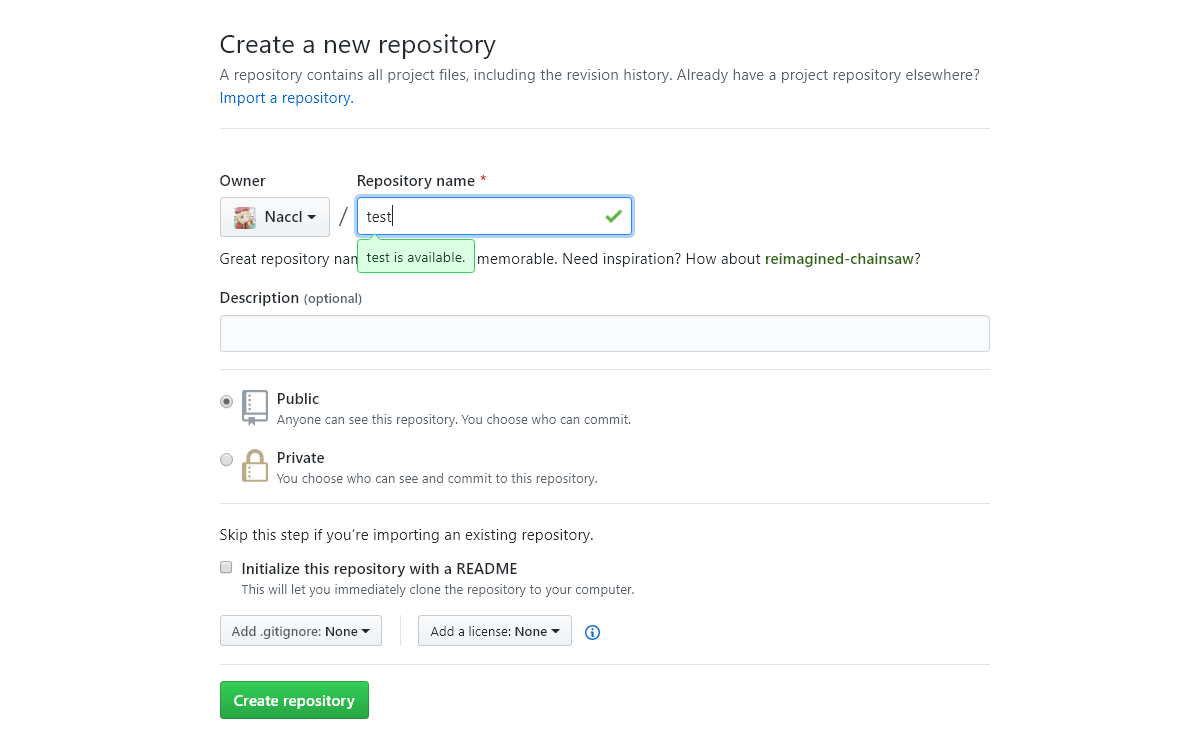 Create a new repository
A repository contains all project files, including the revision history. Already have a project repository elsewhere?
Import a repository.
Owner
Repository name *
Naccl / test
test is available.
Great repository nam memorable. Need inspiration? How about reimagined-chainsaw?
Description (optional)
Public
Anyone can see this repository. You choose who can commit.
Private
You choose who can see and commit to this repository.
Skip this step if you’re importing an existing repository.
Initialize this repository with a README
This will let you immediately clone the repository to your computer.
Add .gitignore: None
Add a license: None
Create repository